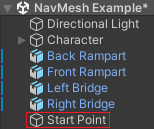 NavMesh Example*
Directional Light
Character
Back Rampart
Front Rampart
Left Bridge
Right Bridge
Start Point